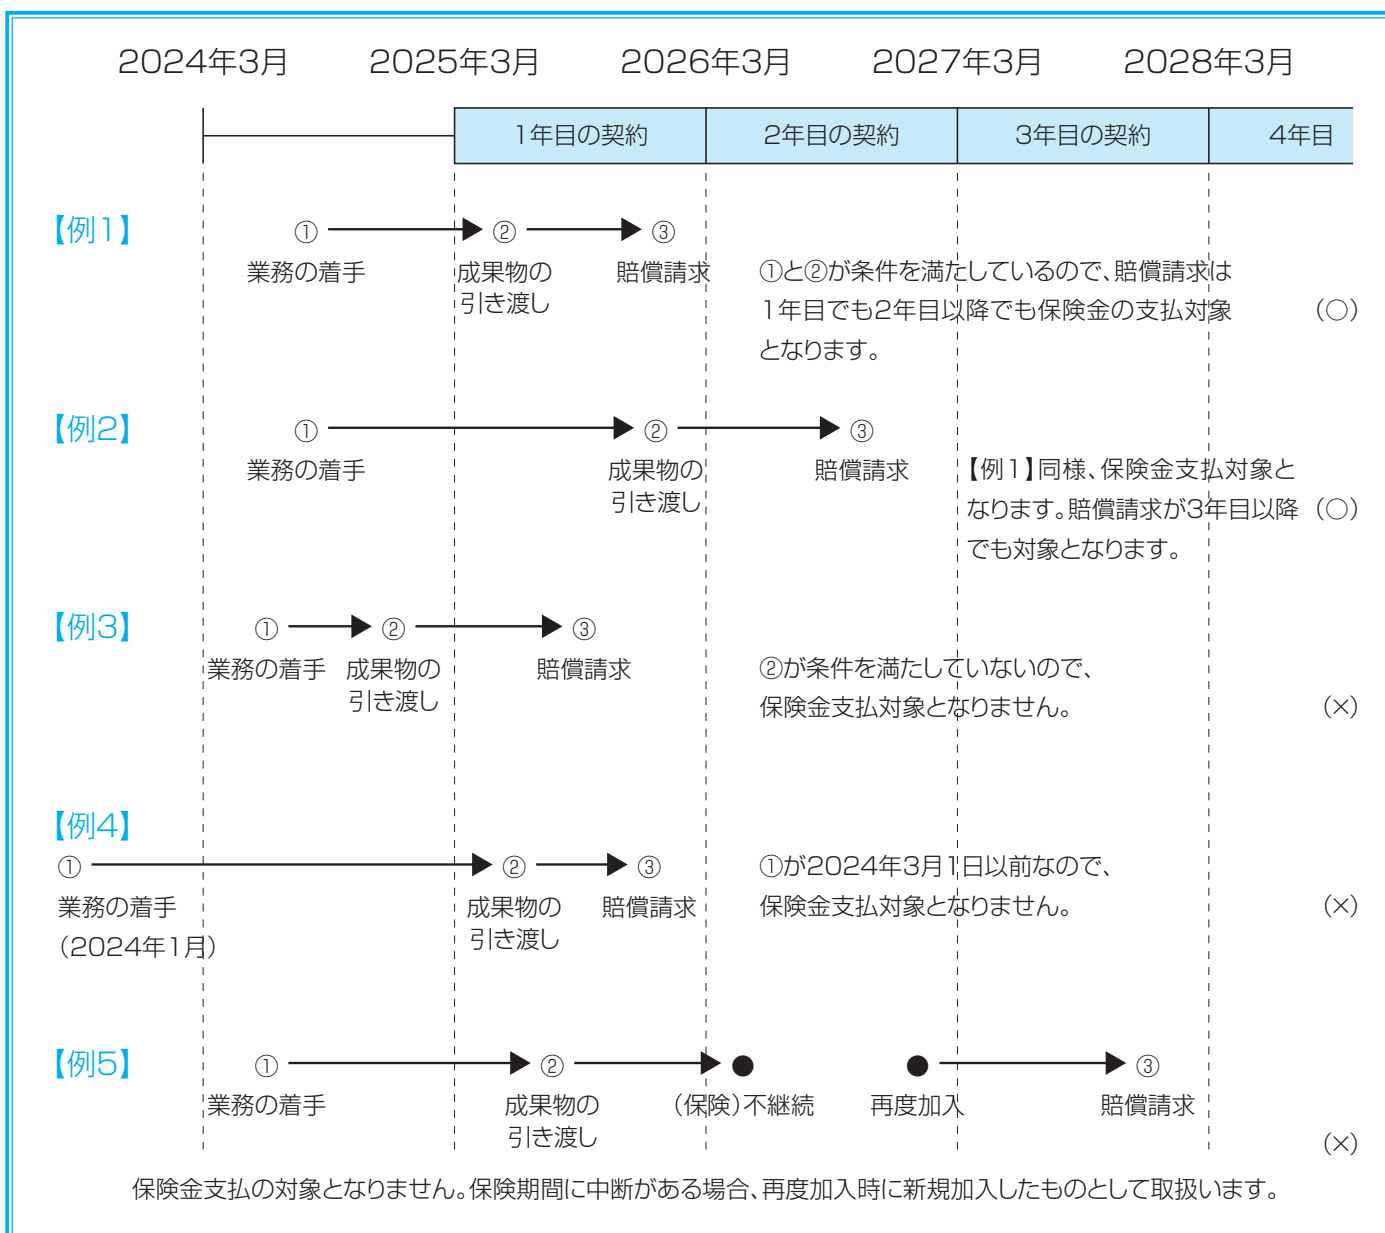 2024年3月 2025年3月 2026年3月 2027年3月 2028年3月
1年目の契約 2年目の契約 3年目の契約 4年目
【例1】
① ② ③
業務の着手 成果物の引き渡し 賠償請求
①と②が条件を満たしているので、賠償請求は
1年目でも2年目以降でも保険金の支払対象
となります。
(○)
【例2】
① ② ③
業務の着手 成果物の引き渡し 賠償請求
【例1】同様、保険金支払対象と
なります。賠償請求が3年目以降
でも対象となります。
(○)
【例3】
① ② ③
業務の着手 成果物の引き渡し 賠償請求
②が条件を満たしていないので、
保険金支払対象となりません。
(×)
【例4】
① ② ③
業務の着手 成果物の引き渡し 賠償請求
(2024年1月)
①が2024年3月1日以前なので、
保険金支払対象となりません。
(×)
【例5】
① ② ● ● ③
業務の着手 成果物の引き渡し (保険)不継続 再度加入 賠償請求
(×)
保険金支払の対象となりません。保険期間に中断がある場合、再度加入時に新規加入したものとして取扱います。